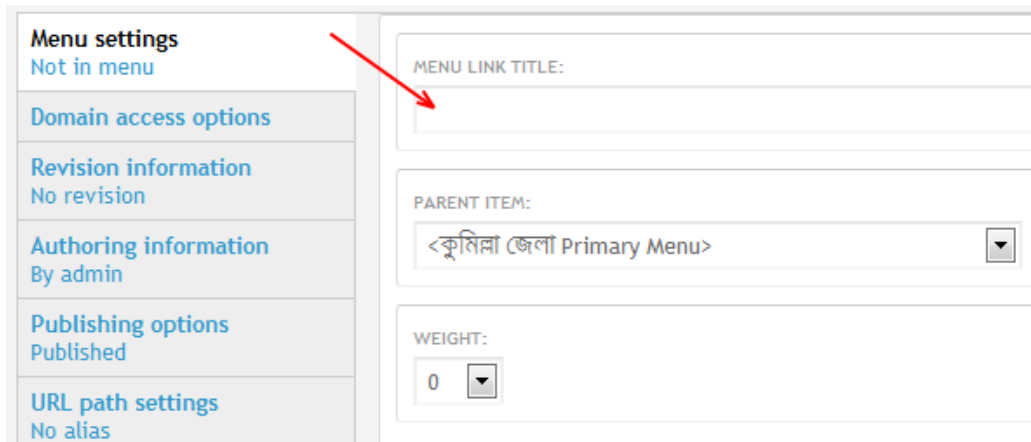 Menu settings
Not in menu
Domain access options
Revision information
No revision
Authoring information
By admin
Publishing options
Published
URL path settings
No alias
MENU LINK TITLE:
PARENT ITEM:
<কুমিল্লা জেলা Primary Menu>
WEIGHT:
0